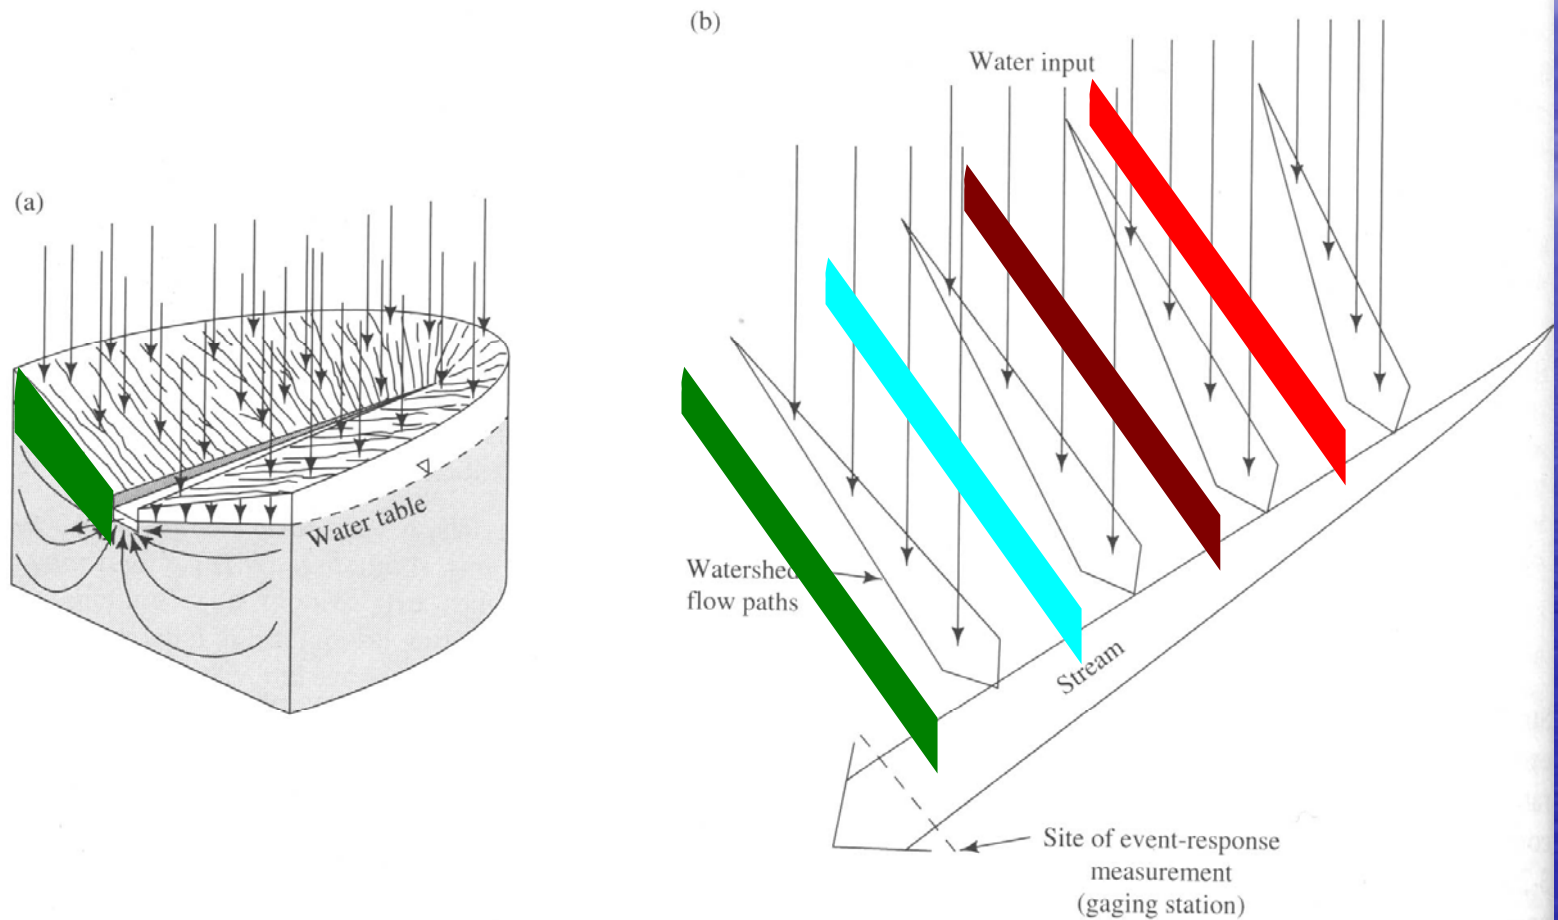 (b)
Water input
(a)
Water table
Watershed
flow paths
Stream
Site of event-response
measurement
(gaging station)